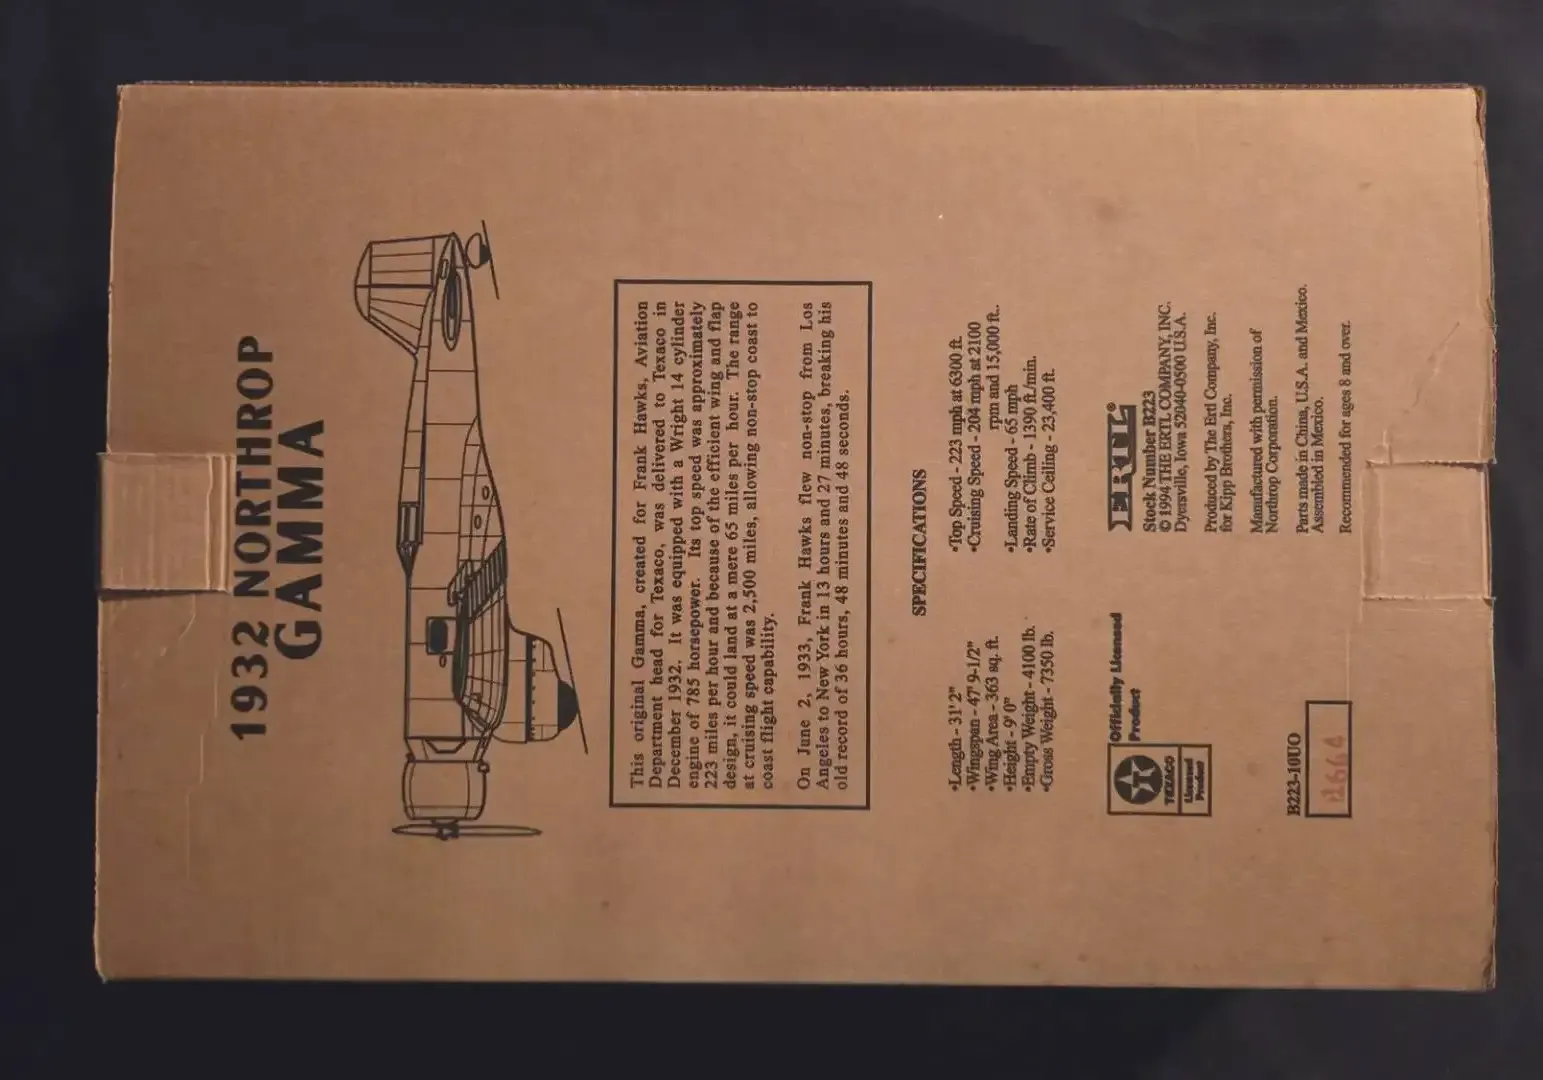 1932 NORTHROP
GAMMA
This original Gamma, created for Frank Hawks, Aviation
Department head for Texaco, was delivered to Texaco in
December 1932. It was equipped with a Wright 14 cylinder
engine of 785 horsepower. Its top speed was approximately
223 miles per hour and because of the efficient wing and flap
design, it could land at a mere 65 miles per hour. The range
at cruising speed was 2,500 miles, allowing non-stop coast to
coast flight capability.
On June 2, 1933, Frank Hawks flew non-stop from Los
Angeles to New York in 13 hours and 27 minutes, breaking his
old record of 36 hours, 48 minutes and 48 seconds.
SPECIFICATIONS
•Length - 31'2"
•Wingspan - 47' 9-1/2"
•Wing Area - 363 sq. ft.
•Height - 9' 0"
•Empty Weight - 4100 lb.
•Gross Weight - 7350 lb.
•Top Speed - 223 mph at 6300 ft.
•Cruising Speed - 204 mph at 2100
rpm and 15,000 ft..
•Landing Speed - 65 mph
•Rate of Climb - 1390 ft./min.
•Service Ceiling - 23,400 ft.
TEXACO
Licensed
Product
Officially Licensed
Product
ERTL®
Stock Number B223
© 1994 THE ERTL COMPANY, INC.
Dyersville, Iowa 52040-0500 U.S.A.
Produced by The Ertl Company, Inc.
for Kipp Brothers, Inc.
Manufactured with permission of
Northrop Corporation.
Parts made in China, U.S.A. and Mexico.
Assembled in Mexico.
Recommended for ages 8 and over.
B223-10UO